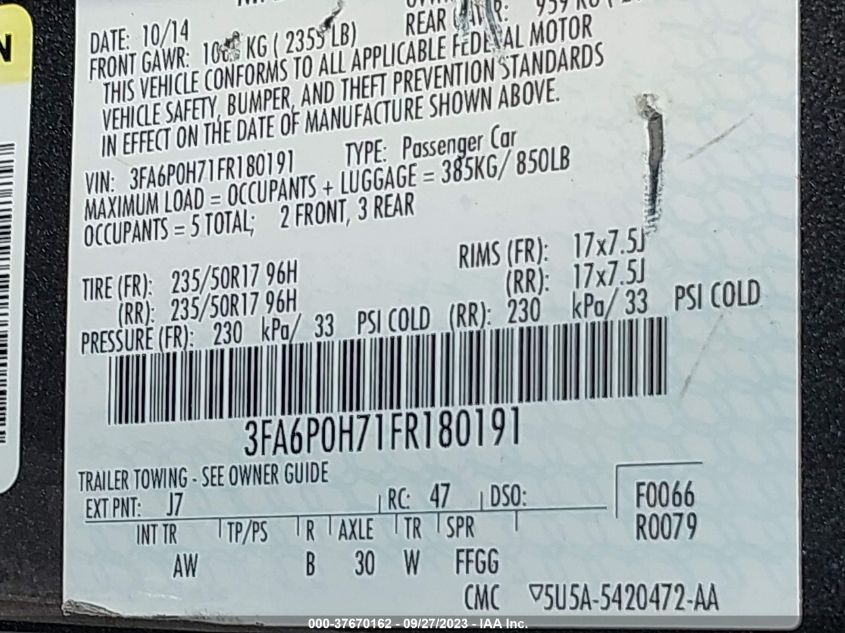 DATE: 10/14
FRONT GAWR: KG ( 2355 LB)
REAR
THIS VEHICLE CONFORMS TO ALL APPLICABLE FEDERAL MOTOR
VEHICLE SAFETY, BUMPER, AND THEFT PREVENTION STANDARDS
IN EFFECT ON THE DATE OF MANUFACTURE SHOWN ABOVE.
VIN: 3FA6P0H71FR180191 TYPE: Passenger Car
MAXIMUM LOAD = OCCUPANTS + LUGGAGE = 385KG/ 850LB
OCCUPANTS = 5 TOTAL; 2 FRONT, 3 REAR
TIRE (FR): 235/50R17 96H RIMS (FR): 17x7.5J
(RR): 235/50R17 96H (RR): 17x7.5J
PRESSURE (FR): 230 kPa/ 33 PSI COLD (RR): 230 kPa/ 33 PSI COLD
3FA6P0H71FR180191
TRAILER TOWING - SEE OWNER GUIDE
EXT PNT: J7 RC: 47 DSO: F0066
INT TR TP/PS R AXLE TR SPR R0079
AW B 30 W FFGG
CMC ▽5U5A-5420472-AA
N
000-37670162 - 09/27/2023 - IAA Inc.